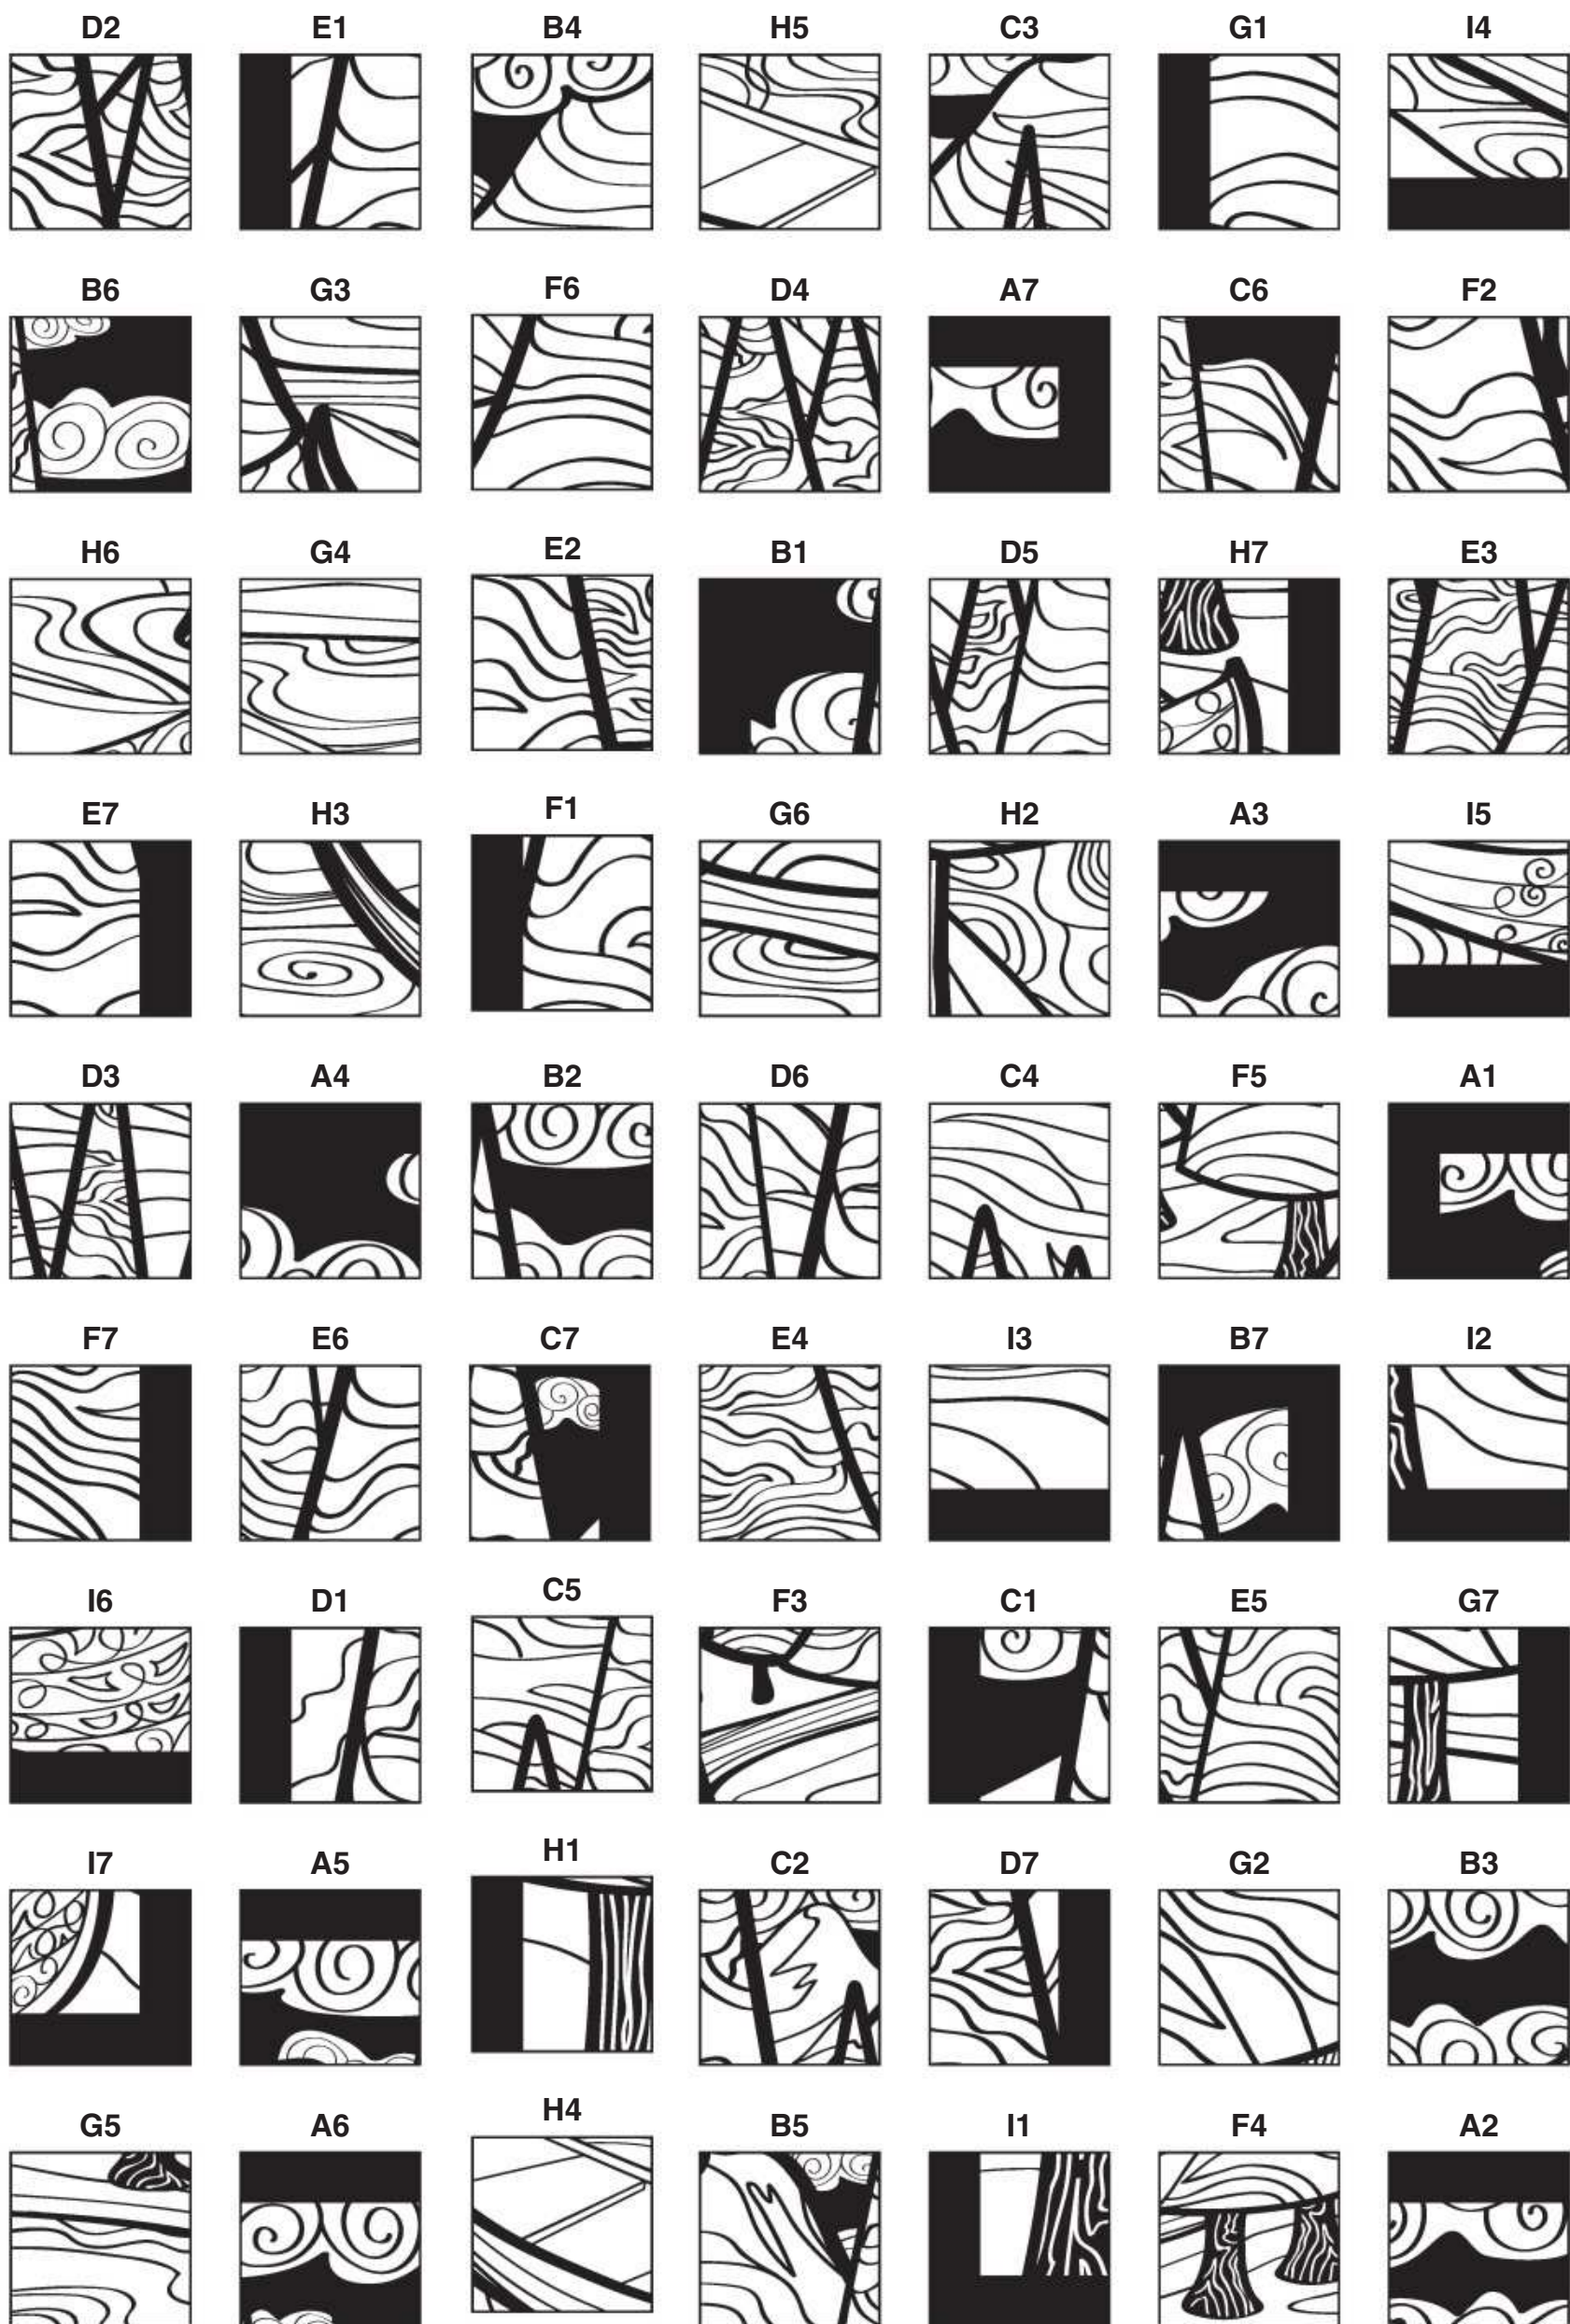 D2 E1 B4 H5 C3 G1 I4
B6 G3 F6 D4 A7 C6 F2
H6 G4 E2 B1 D5 H7 E3
E7 H3 F1 G6 H2 A3 I5
D3 A4 B2 D6 C4 F5 A1
F7 E6 C7 E4 I3 B7 I2
I6 D1 C5 F3 C1 E5 G7
I7 A5 H1 C2 D7 G2 B3
G5 A6 H4 B5 I1 F4 A2